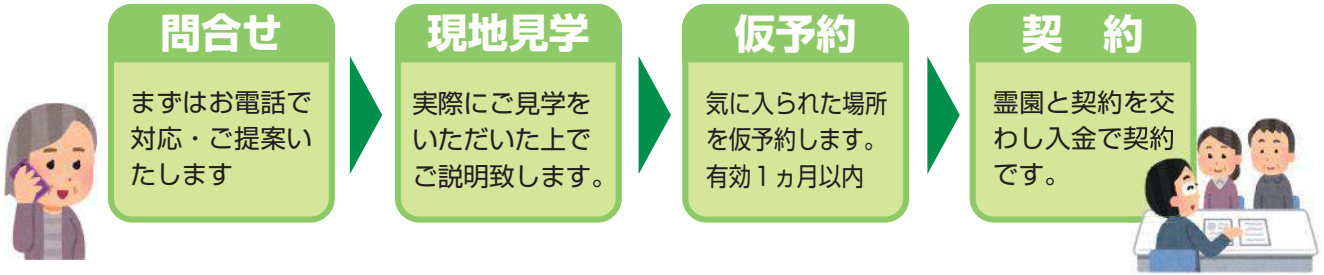 問合せ
まずはお電話で
対応・ご提案い
たします
現地見学
実際にご見学を
いただいた上で
ご説明致します。
仮予約
気に入られた場所
を仮予約します。
有効１ヵ月以内
契　約
霊園と契約を交
わし入金で契約
です。